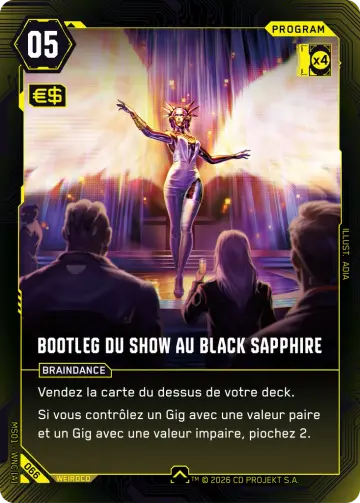 PROGRAM
05
x4
€$
ILLUST. ADIA
BOOTLEG DU SHOW AU BLACK SAPPHIRE
BRAINDANCE
Vendez la carte du dessus de votre deck.
Si vous contrôlez un Gig avec une valeur paire
et un Gig avec une valeur impaire, piochez 2.
086
WEIRDCO
™ © 2026 CD PROJEKT S.A.